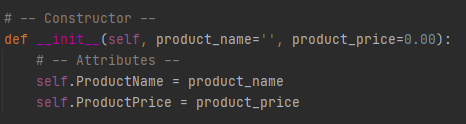 # -- Constructor --
def __init__(self, product_name='', product_price=0.00):
    # -- Attributes --
    self.ProductName = product_name
    self.ProductPrice = product_price